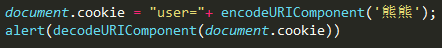 document.cookie = "user="+ encodeURIComponent('熊熊');
alert(decodeURIComponent(document.cookie))